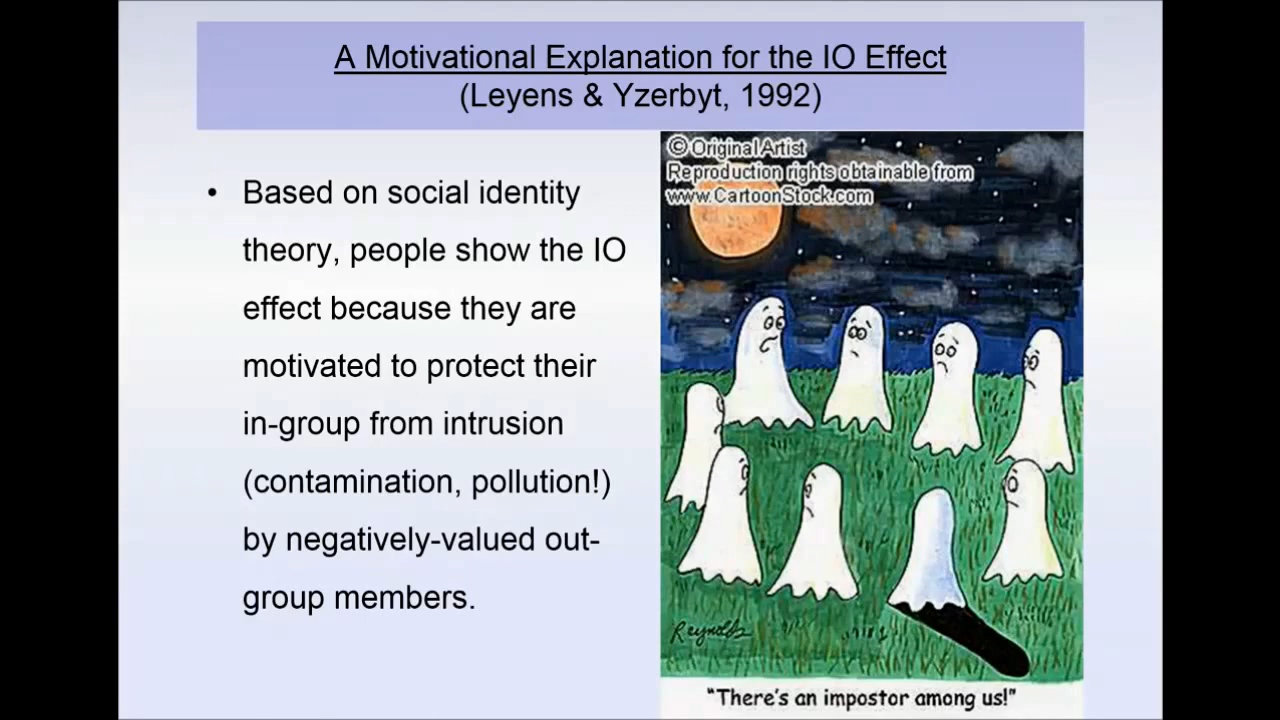 A Motivational Explanation for the IO Effect
(Leyens & Yzerbyt, 1992)
• Based on social identity
theory, people show the IO
effect because they are
motivated to protect their
in-group from intrusion
(contamination, pollution!)
by negatively-valued out-
group members.
© Original Artist
Reproduction rights obtainable from
www.CartoonStock.com
Reynolds
“There's an impostor among us!”